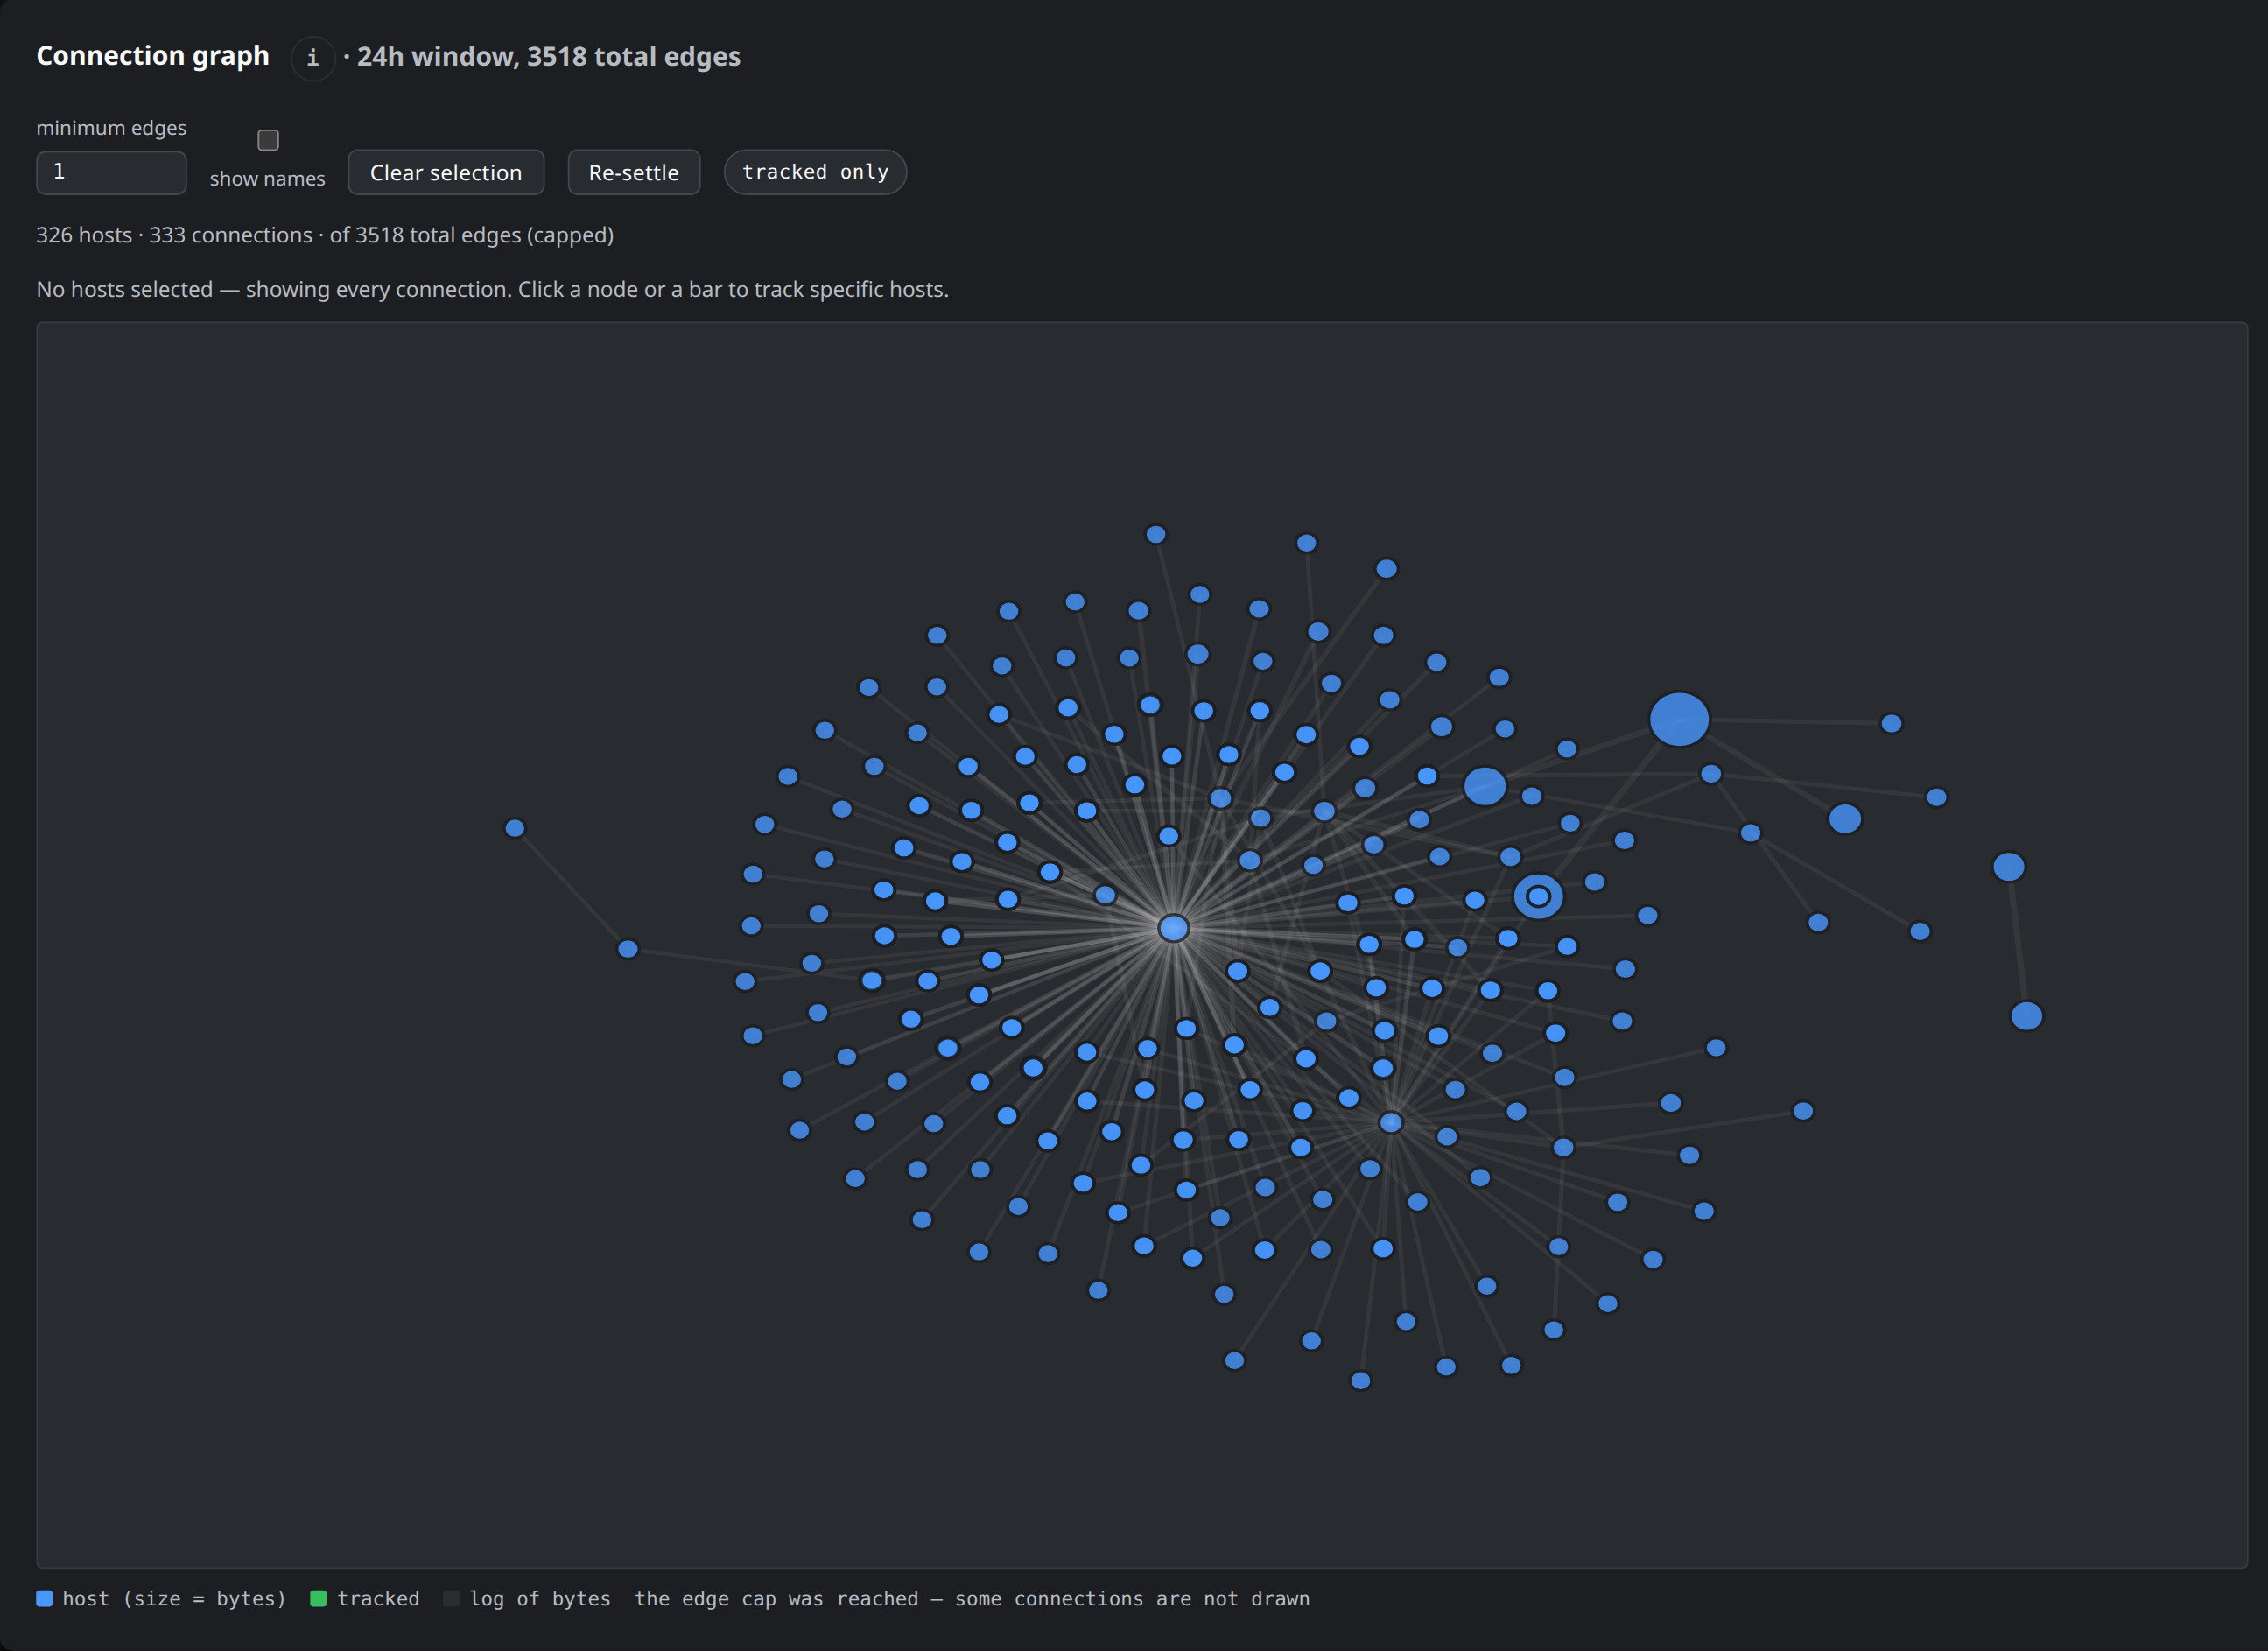 Connection graph i · 24h window, 3518 total edges
minimum edges
1
show names
Clear selection
Re-settle
tracked only
326 hosts · 333 connections · of 3518 total edges (capped)
No hosts selected — showing every connection. Click a node or a bar to track specific hosts.
host (size = bytes) tracked log of bytes the edge cap was reached — some connections are not drawn